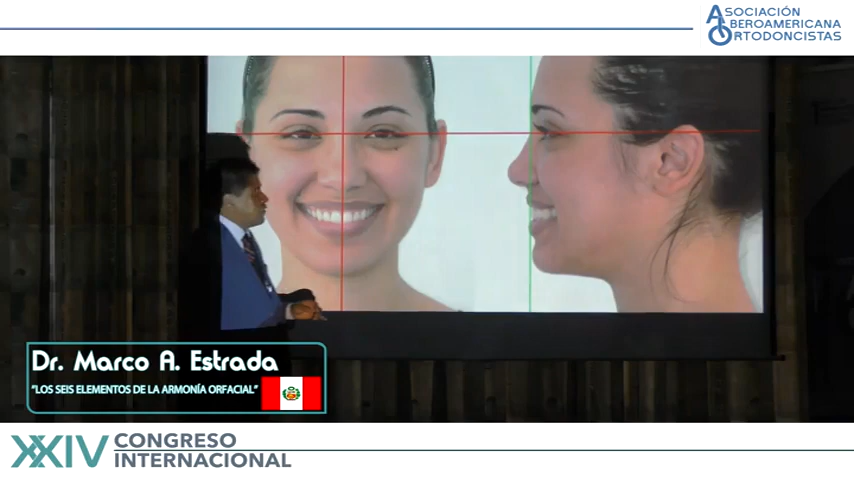 ASOCIACIÓN
IBEROAMERICANA
ORTODONCISTAS
Dr. Marco A. Estrada
“LOS SEIS ELEMENTOS DE LA ARMONÍA ORFACIAL”
XXIV CONGRESO
INTERNACIONAL